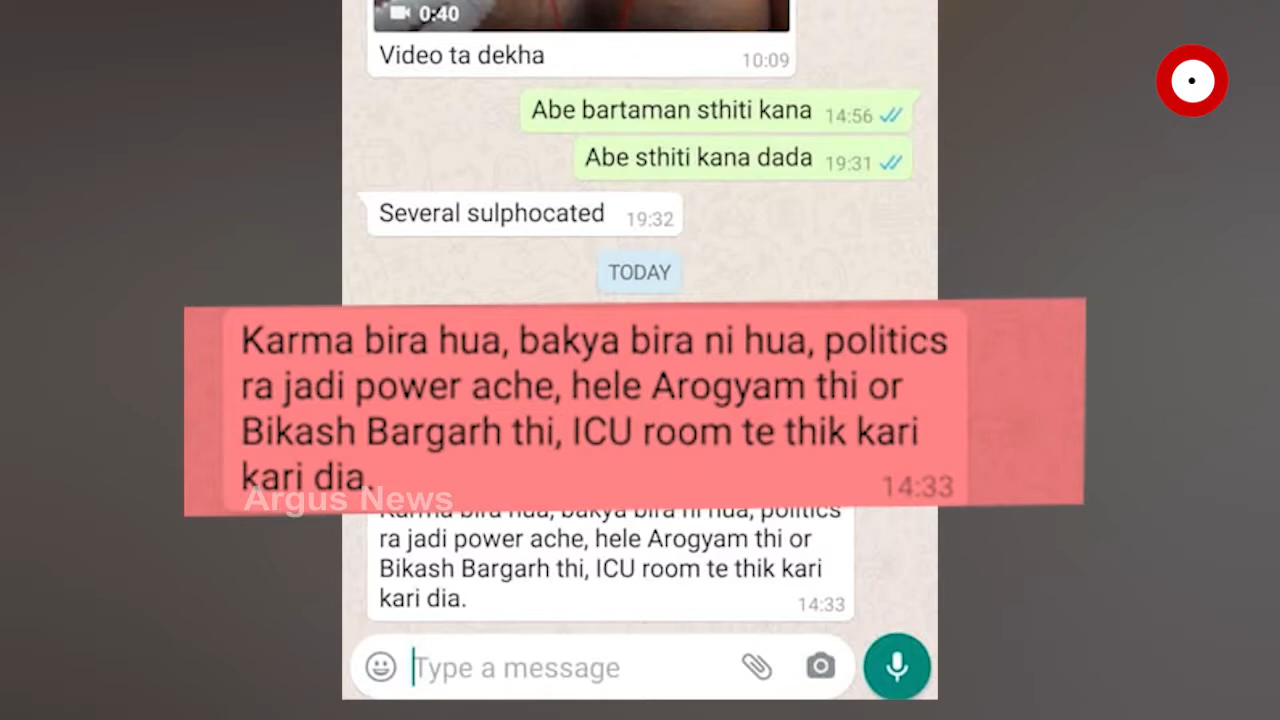 0:40
Video ta dekha 10:09
Abe bartaman sthiti kana 14:56
Abe sthiti kana dada 19:31
Several sulphocated 19:32
TODAY
Karma bira hua, bakya bira ni hua, politics
ra jadi power ache, hele Arogyam thi or
Bikash Bargarh thi, ICU room te thik kari
kari dia. 14:33
Argus News
Karma bira hua, bakya bira ni hua, politics
ra jadi power ache, hele Arogyam thi or
Bikash Bargarh thi, ICU room te thik kari
kari dia. 14:33
Type a message